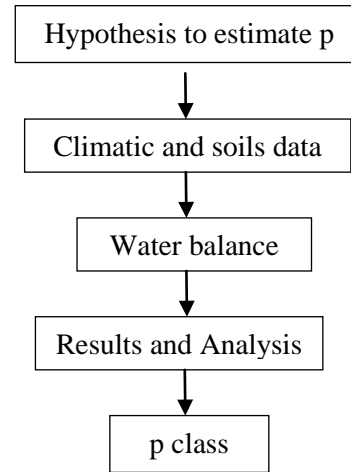 Hypothesis to estimate p
Climatic and soils data
Water balance
Results and Analysis
p class